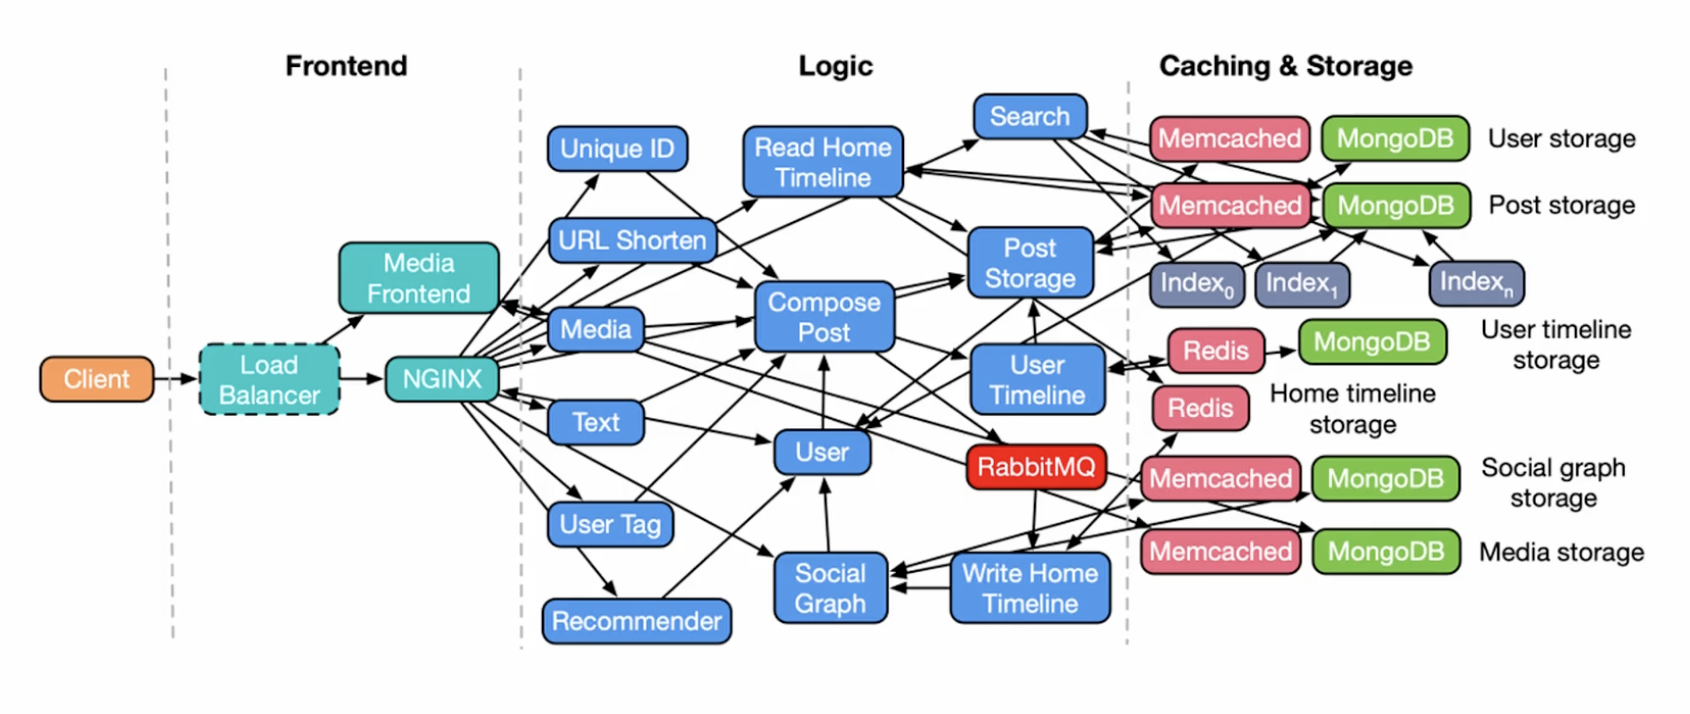 Frontend
Logic
Caching & Storage
Client
Load
Balancer
Media
Frontend
NGINX
Unique ID
URL Shorten
Media
Text
User Tag
Recommender
Read Home
Timeline
Compose
Post
User
Social
Graph
Search
Post
Storage
User
Timeline
RabbitMQ
Write Home
Timeline
Memcached
MongoDB
User storage
Memcached
MongoDB
Post storage
Index0
Index1
Indexn
Redis
MongoDB
User timeline
storage
Redis
Home timeline
storage
Memcached
MongoDB
Social graph
storage
Memcached
MongoDB
Media storage